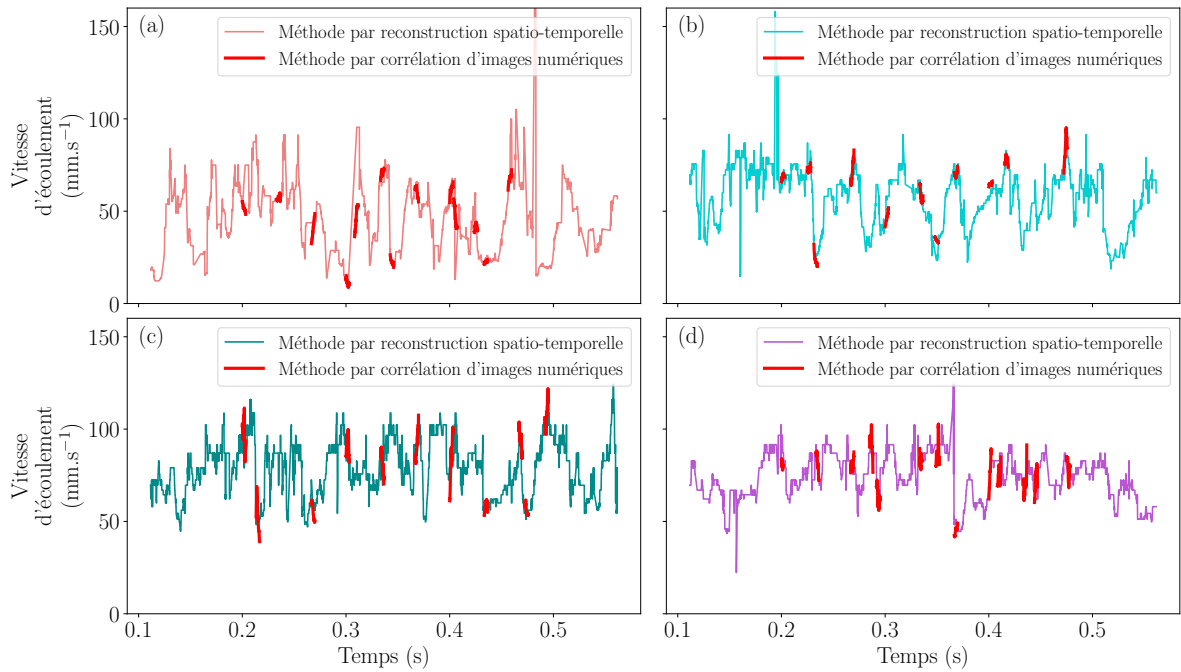 (a)
Méthode par reconstruction spatio-temporelle
Méthode par corrélation d'images numériques
(b)
Méthode par reconstruction spatio-temporelle
Méthode par corrélation d'images numériques
150
100
50
0
Vitesse
d'écoulement
(mm.s⁻¹)
(c)
Méthode par reconstruction spatio-temporelle
Méthode par corrélation d'images numériques
(d)
Méthode par reconstruction spatio-temporelle
Méthode par corrélation d'images numériques
150
100
50
0
Vitesse
d'écoulement
(mm.s⁻¹)
0.1 0.2 0.3 0.4 0.5
Temps (s)
0.1 0.2 0.3 0.4 0.5
Temps (s)